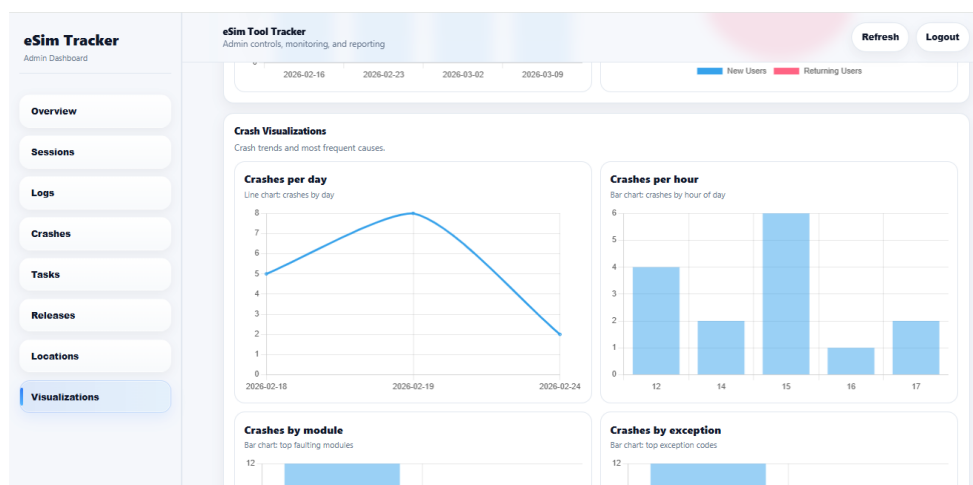 eSim Tracker
Admin Dashboard
Overview
Sessions
Logs
Crashes
Tasks
Releases
Locations
Visualizations
eSim Tool Tracker
Admin controls, monitoring, and reporting
Refresh
Logout
2026-02-16 2026-02-23 2026-03-02 2026-03-09
New Users Returning Users
Crash Visualizations
Crash trends and most frequent causes.
Crashes per day
Line chart: crashes by day
8
7
6
5
4
3
2
1
0
2026-02-18 2026-02-19 2026-02-24
Crashes per hour
Bar chart: crashes by hour of day
6
5
4
3
2
1
0
12 14 15 16 17
Crashes by module
Bar chart: top faulting modules
12
Crashes by exception
Bar chart: top exception codes
12